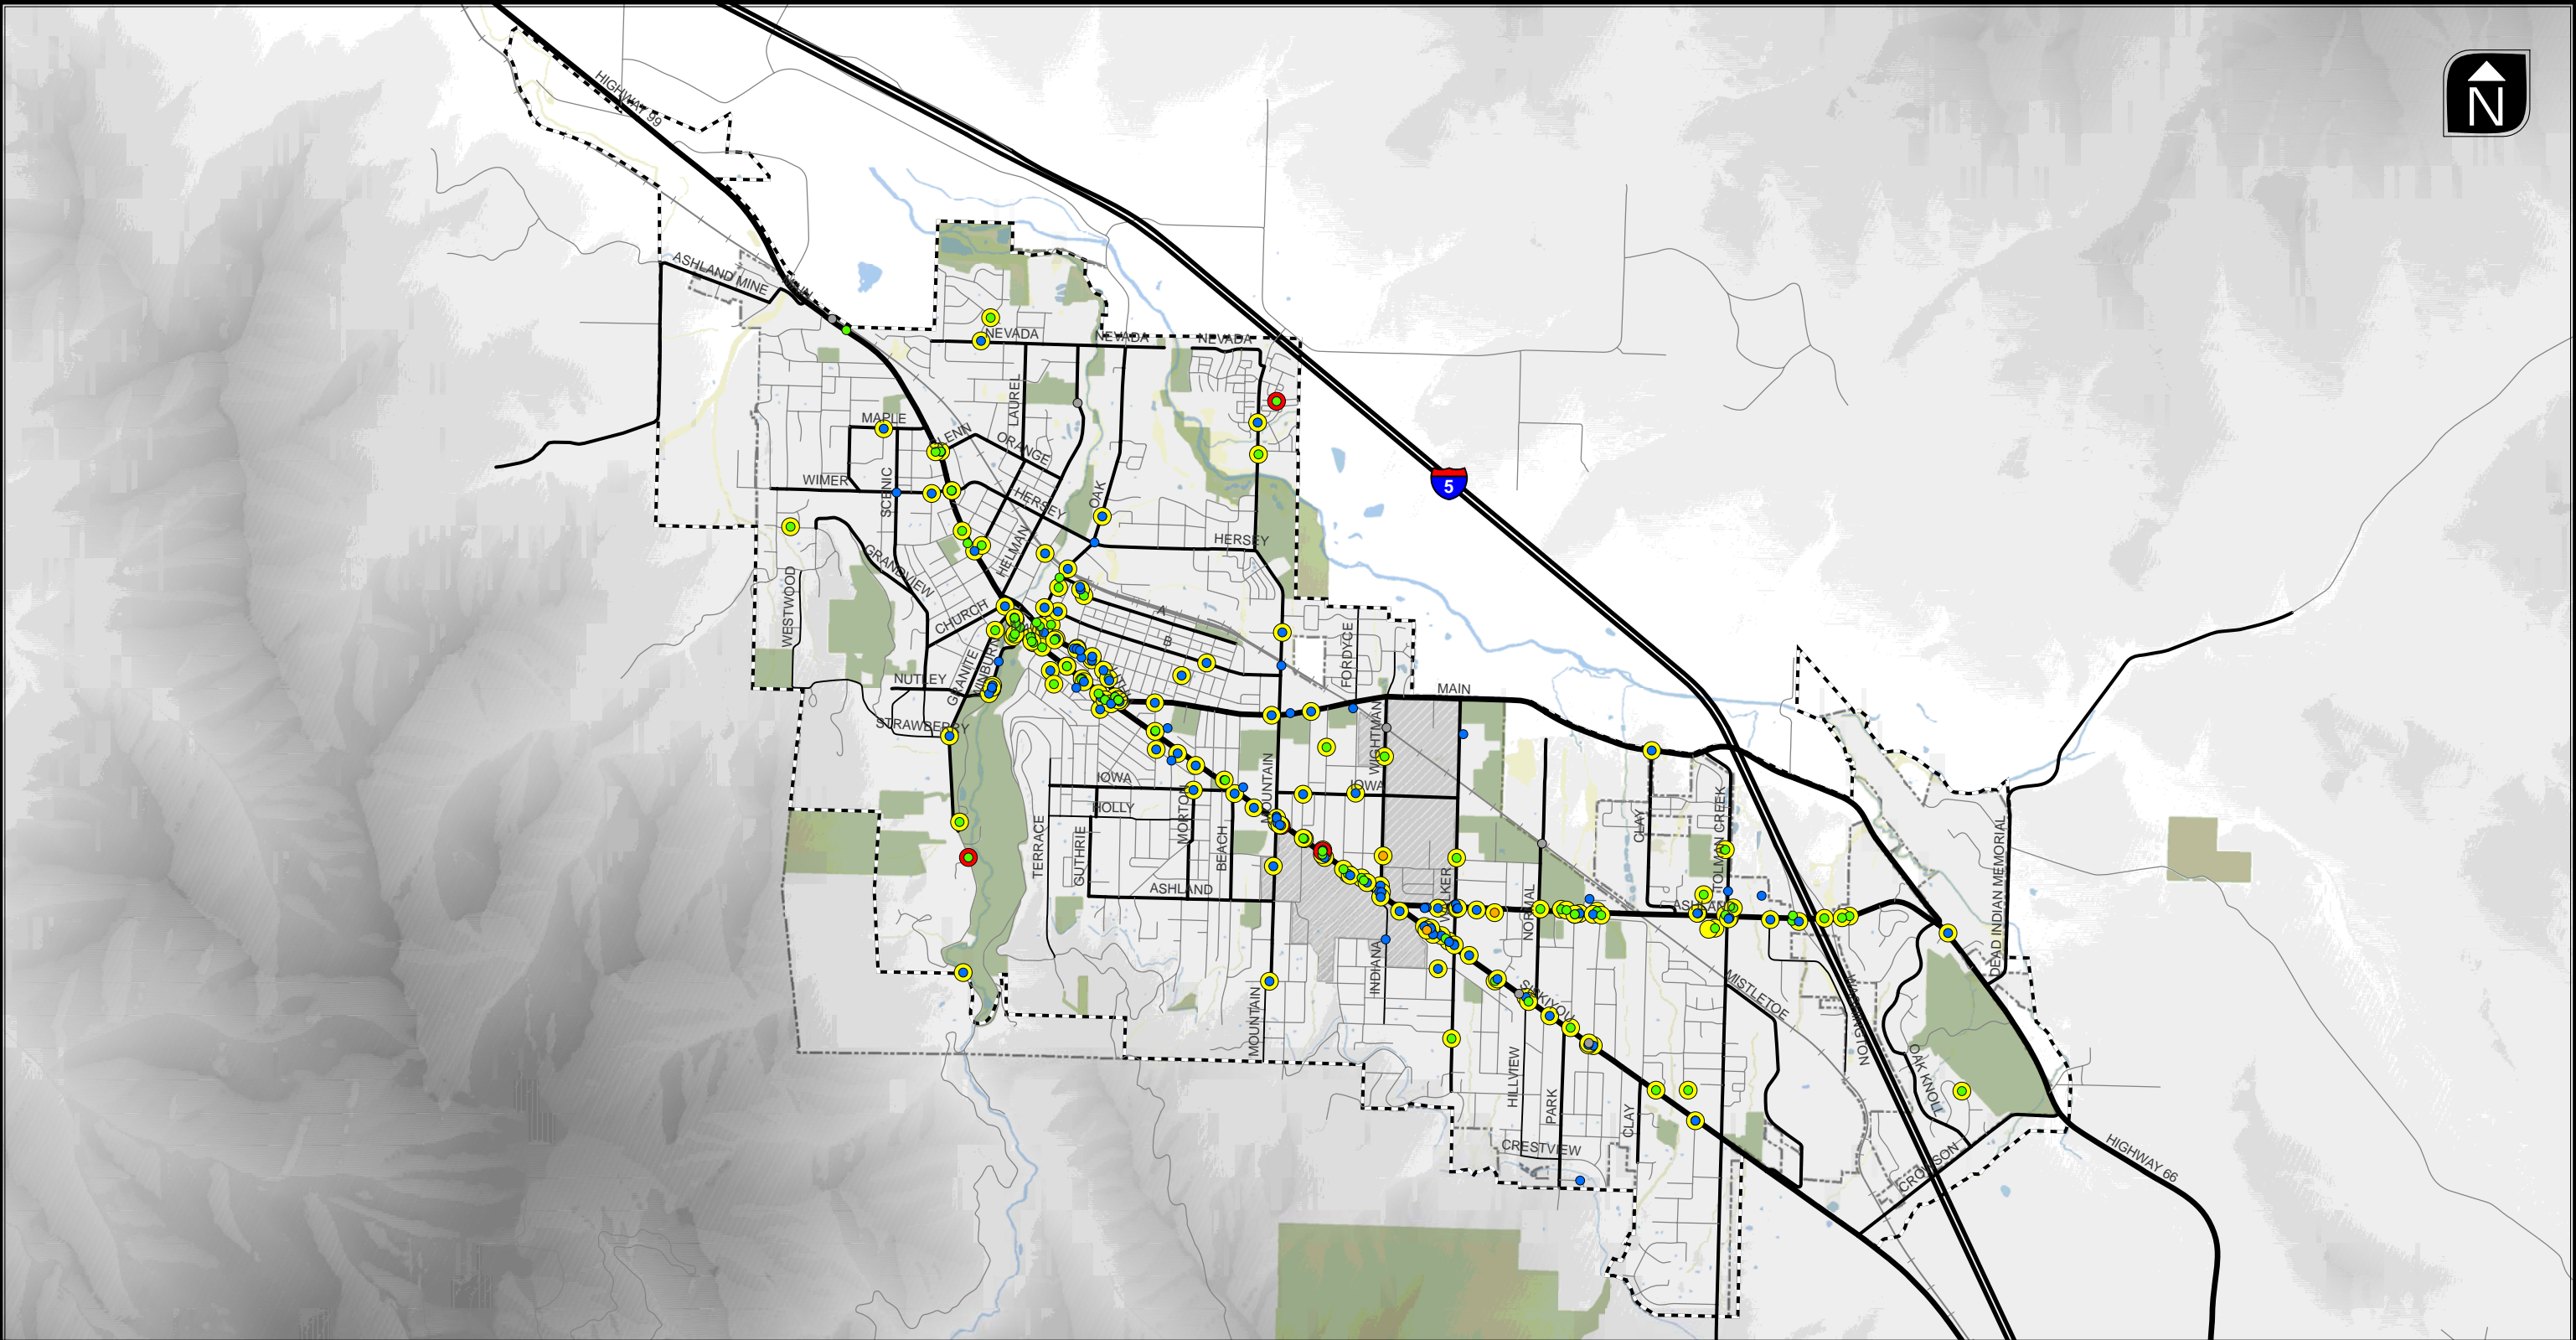 HIGHWAY 99
N
ASHLAND MINE
NEVADA
NEVADA
NEVADA
LAUREL
MAPLE
GLENN
ORANGE
5
WIMER
SCENIC
HERSEY
OAK
HERSEY
HELMAN
GRANDVIEW
WESTWOOD
CHURCH
A
B
FORDYCE
GRANITE
WINBURN
NUTLEY
MAIN
STRAWBERRY
WIGHTMAN
IOWA
IOWA
HOLLY
MOUNTAIN
MORTON
TERRACE
GUTHRIE
BEACH
CLAY
TOLMAN CREEK
DEAD INDIAN MEMORIAL
ASHLAND
WALKER
NORMAL
ASHLAND
INDIANA
SISKIYOU
MISTLETOE
WASHINGTON
MOUNTAIN
HILLVIEW
PARK
CLAY
OAK KNOLL
CRESTVIEW
CROWSON
HIGHWAY 66